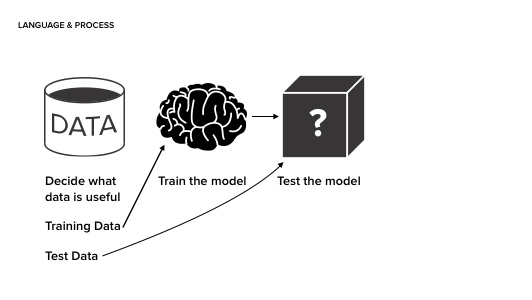 LANGUAGE & PROCESS
DATA
?
Decide what
data is useful
Train the model
Test the model
Training Data
Test Data